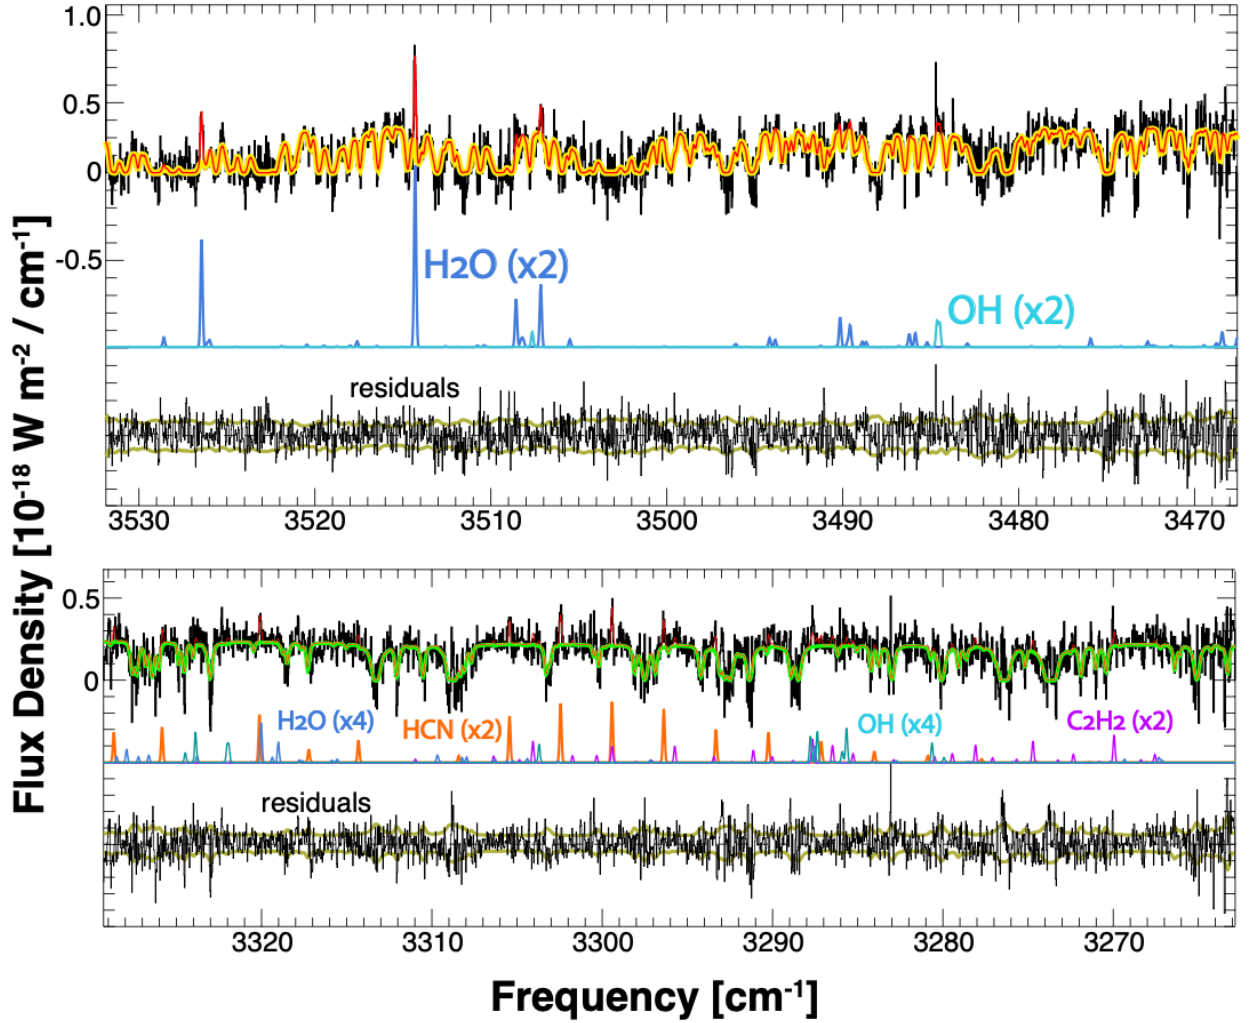 Flux Density [10-18 W m-2 / cm-1]
1.0
0.5
0
-0.5
H2O (x2)
OH (x2)
residuals
3530 3520 3510 3500 3490 3480 3470
0.5
0
H2O (x4)
HCN (x2)
OH (x4)
C2H2 (x2)
residuals
3320 3310 3300 3290 3280 3270
Frequency [cm-1]